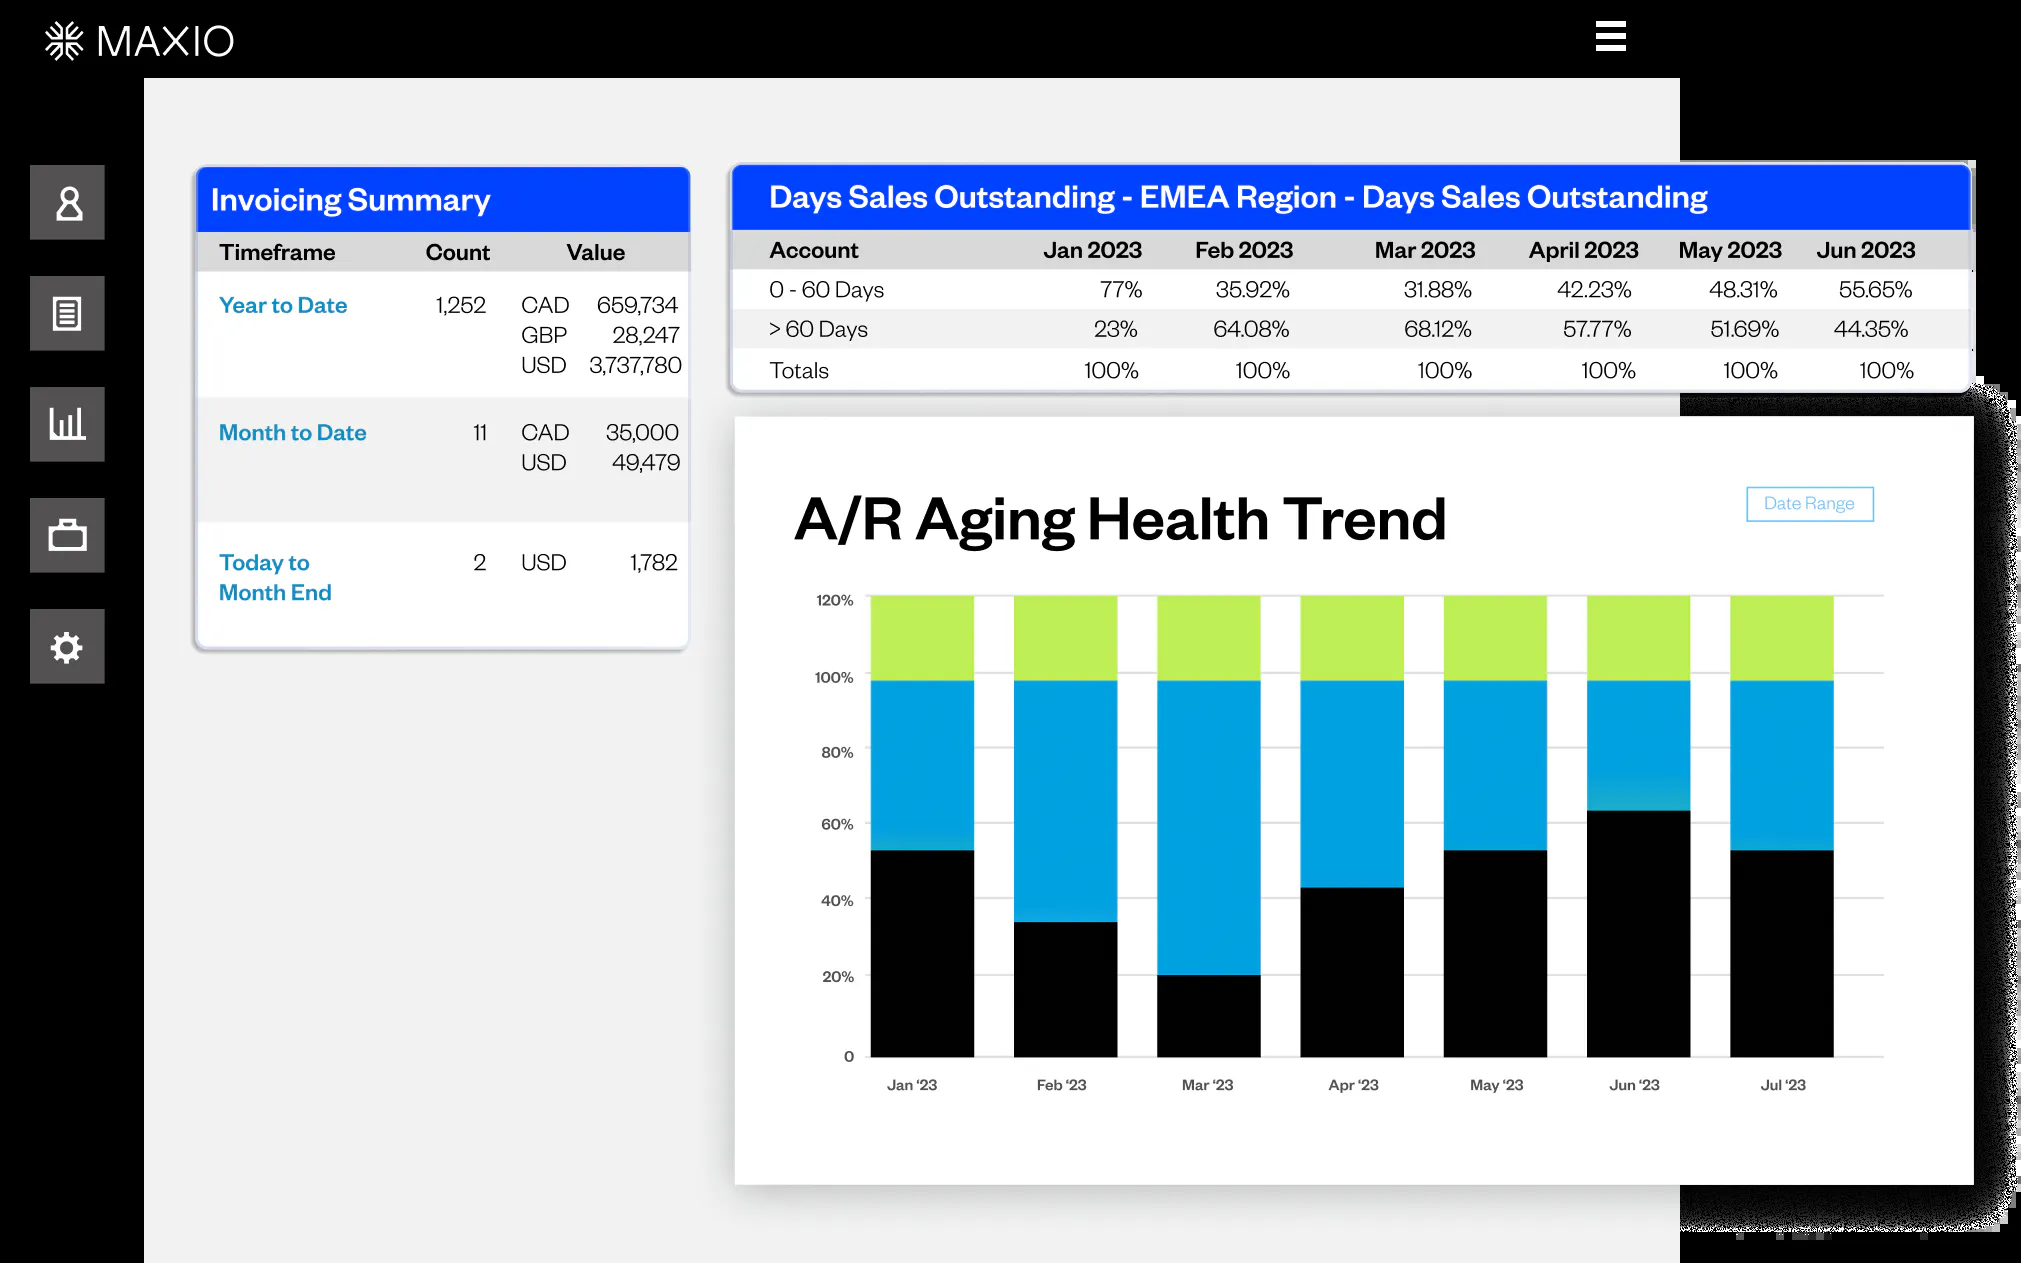 MAXIO
Invoicing Summary
Timeframe Count Value
Year to Date 1,252 CAD 659,734
GBP 28,247
USD 3,737,780
Month to Date 11 CAD 35,000
USD 49,479
Today to 2 USD 1,782
Month End
Days Sales Outstanding - EMEA Region - Days Sales Outstanding
Account Jan 2023 Feb 2023 Mar 2023 April 2023 May 2023 Jun 2023
0 - 60 Days 77% 35.92% 31.88% 42.23% 48.31% 55.65%
> 60 Days 23% 64.08% 68.12% 57.77% 51.69% 44.35%
Totals 100% 100% 100% 100% 100% 100%
A/R Aging Health Trend
Date Range
120%
100%
80%
60%
40%
20%
0
Jan ‘23 Feb ‘23 Mar ‘23 Apr ‘23 May ‘23 Jun ‘23 Jul ‘23